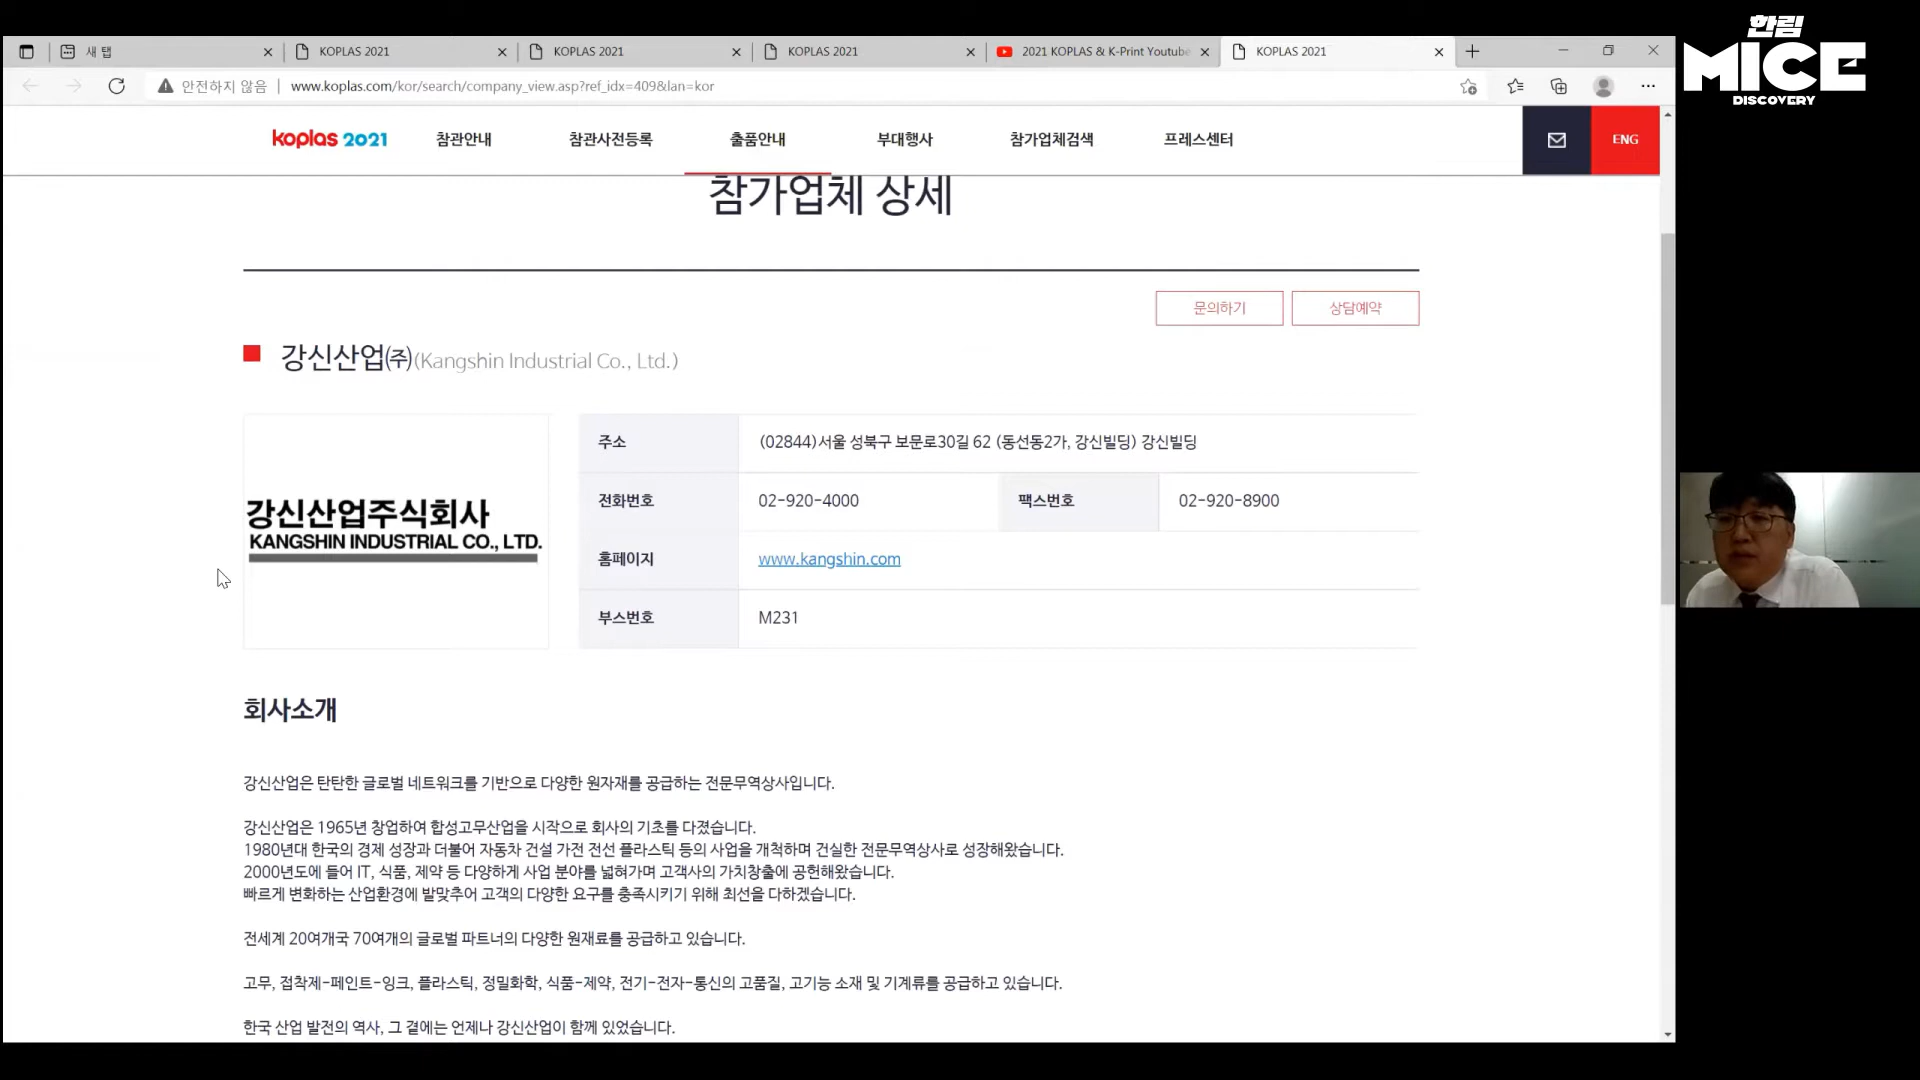 한림
MICE
DISCOVERY
새 탭
KOPLAS 2021
KOPLAS 2021
KOPLAS 2021
2021 KOPLAS & K-Print Youtube
KOPLAS 2021
안전하지 않음
www.koplas.com/kor/search/company_view.asp?ref_idx=409&lan=kor
koplas 2021
참관안내
참관사전등록
출품안내
부대행사
참가업체검색
프레스센터
ENG
참가업체 상세
문의하기
상담예약
강신산업㈜(Kangshin Industrial Co., Ltd.)
강신산업주식회사
KANGSHIN INDUSTRIAL CO., LTD.
주소
(02844)서울 성북구 보문로30길 62 (동선동2가, 강신빌딩) 강신빌딩
전화번호
02-920-4000
팩스번호
02-920-8900
홈페이지
www.kangshin.com
부스번호
M231
회사소개
강신산업은 탄탄한 글로벌 네트워크를 기반으로 다양한 원자재를 공급하는 전문무역상사입니다.
강신산업은 1965년 창업하여 합성고무산업을 시작으로 회사의 기초를 다졌습니다.
1980년대 한국의 경제 성장과 더불어 자동차 건설 가전 전선 플라스틱 등의 사업을 개척하며 건실한 전문무역상사로 성장해왔습니다.
2000년도에 들어 IT, 식품, 제약 등 다양하게 사업 분야를 넓혀가며 고객사의 가치창출에 공헌해왔습니다.
빠르게 변화하는 산업환경에 발맞추어 고객의 다양한 요구를 충족시키기 위해 최선을 다하겠습니다.
전세계 20여개국 70여개의 글로벌 파트너의 다양한 원재료를 공급하고 있습니다.
고무, 접착제-페인트-잉크, 플라스틱, 정밀화학, 식품-제약, 전기-전자-통신의 고품질, 고기능 소재 및 기계류를 공급하고 있습니다.
한국 산업 발전의 역사, 그 곁에는 언제나 강신산업이 함께 있었습니다.